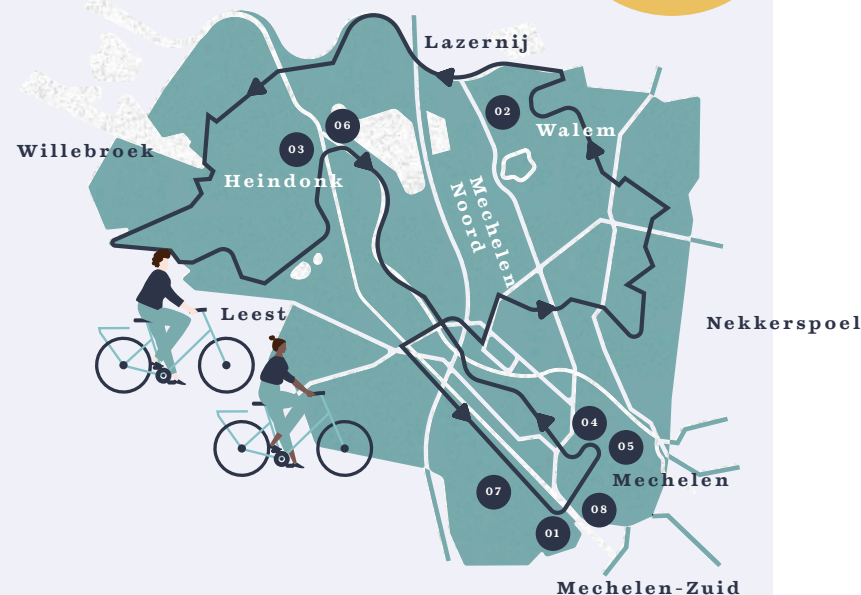 Lazernij
02
Walem
06
03
Willebroek
Heindonk
Mechelen
Noord
Leest
Nekkerspoel
04
05
Mechelen
07
08
01
Mechelen-Zuid